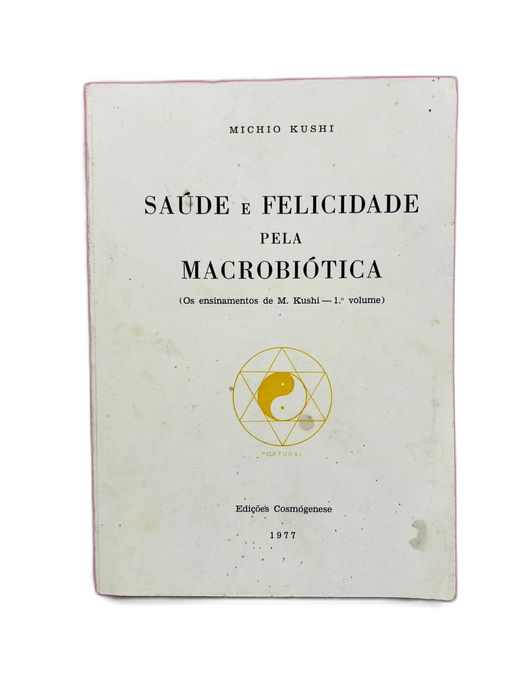 MICHIO KUSHI
SAÚDE E FELICIDADE
PELA
MACROBIÓTICA
(Os ensinamentos de M. Kushi — 1.º volume)
PORTUGAL
Edições Cosmógenese
1977